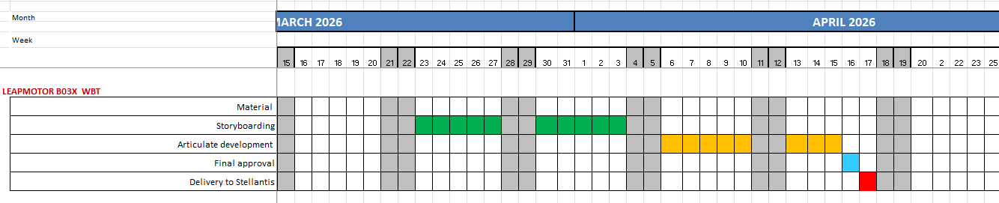 Month
MARCH 2026 APRIL 2026
Week
15 16 17 18 19 20 21 22 23 24 25 26 27 28 29 30 31 1 2 3 4 5 6 7 8 9 10 11 12 13 14 15 16 17 18 19 20 2 22 23 25
LEAPMOTOR B03X WBT
Material
Storyboarding
Articulate development
Final approval
Delivery to Stellantis